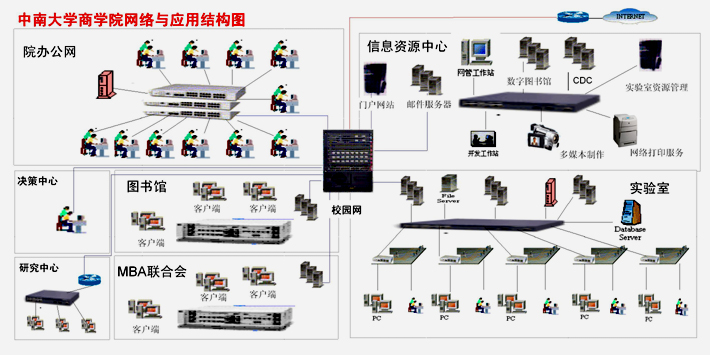 中南大学商学院网络与应用结构图
INTERNET
院办公网
信息资源中心
网管工作站
数字图书馆
CDC
实验室资源管理
门户网站
邮件服务器
开发工作站
多媒本制作
网络打印服务
校园网
决策中心
图书馆
客户端
客户端
客户端
File
Server
实验室
Database
Server
研究中心
MBA联合会
客户端
客户端
客户端
PC
PC
PC
PC
PC